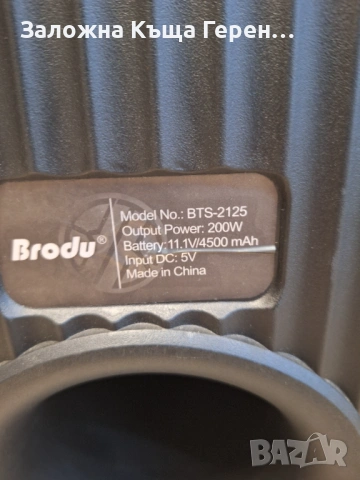 Заложна Къща Герен...
Model No.: BTS-2125
Output Power: 200W
Battery: 11.1V/4500 mAh
Input DC: 5V
Made in China
Brodu®
BAZAR